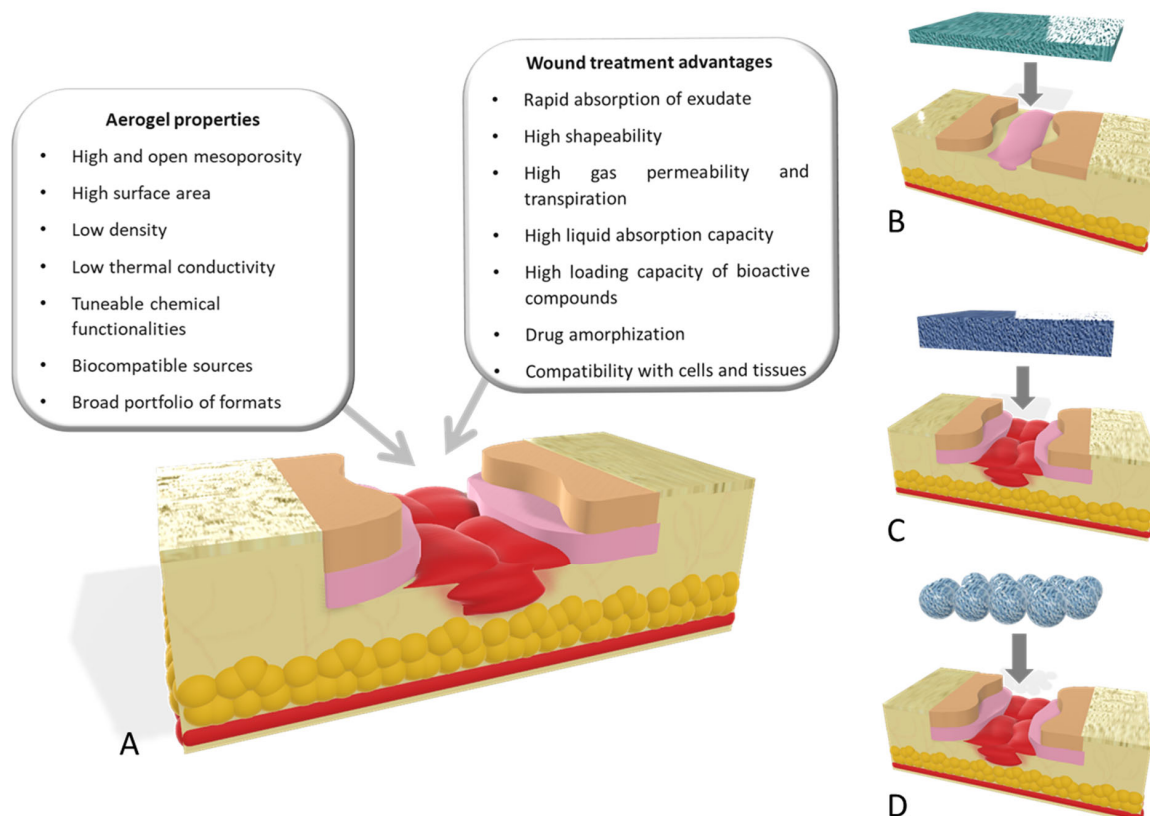 Aerogel properties
• High and open mesoporosity
• High surface area
• Low density
• Low thermal conductivity
• Tuneable chemical
functionalities
• Biocompatible sources
• Broad portfolio of formats
Wound treatment advantages
• Rapid absorption of exudate
• High shapeability
• High gas permeability and
transpiration
• High liquid absorption capacity
• High loading capacity of bioactive
compounds
• Drug amorphization
• Compatibility with cells and tissues
A
B
C
D